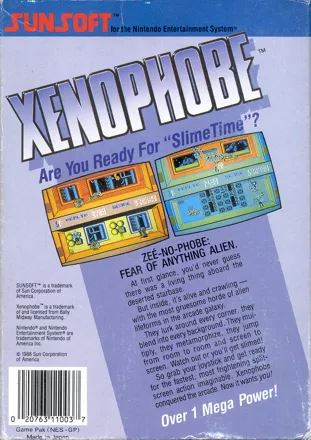 SUNSOFT™ for the Nintendo Entertainment System®
XENOPHOBE™
Are You Ready For "SlimeTime"?
ZEE-NO-PHOBE:
FEAR OF ANYTHING ALIEN.
At first glance, you'd never guess
there was a living thing aboard the
deserted starbase.
But inside, it's alive and crawling—
with the most gruesome horde of alien
lifeforms in the arcade galaxy.
They lurk around every corner, they
blend into every background. They mul-
tiply, they metamorphize, they jump
from room to room and screen to
screen. Watch out or you'll get slimed!
So grab your joystick and get ready
for the fastest, most frightening split-
screen action imaginable. Xenophobe
conquered the arcade. Now it wants you!
Over 1 Mega Power!
SUNSOFT™ is a trademark
of Sun Corporation of
America.
Xenophobe™ is a trademark
of and licensed from Bally
Midway Manufacturing.
Nintendo® and Nintendo
Entertainment System® are
trademarks of Nintendo of
America Inc.
© 1988 Sun Corporation
of America
0 20763 11003 7
Game Pak (NES-GP)
Made in Japan